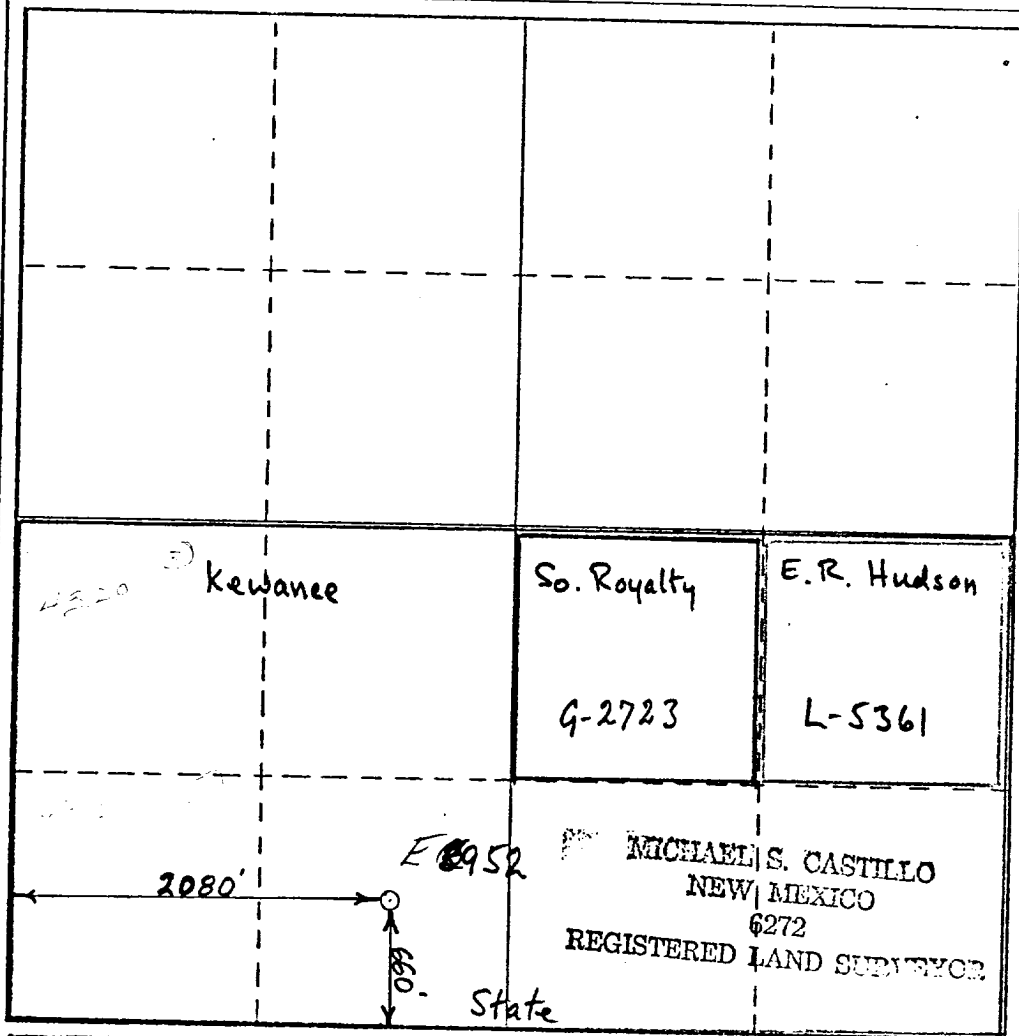 Kewanee
So. Royalty
E.R. Hudson
G-2723
L-5361
2080'
660'
State
MICHAEL S. CASTILLO
NEW MEXICO
6272
REGISTERED LAND SURVEYOR